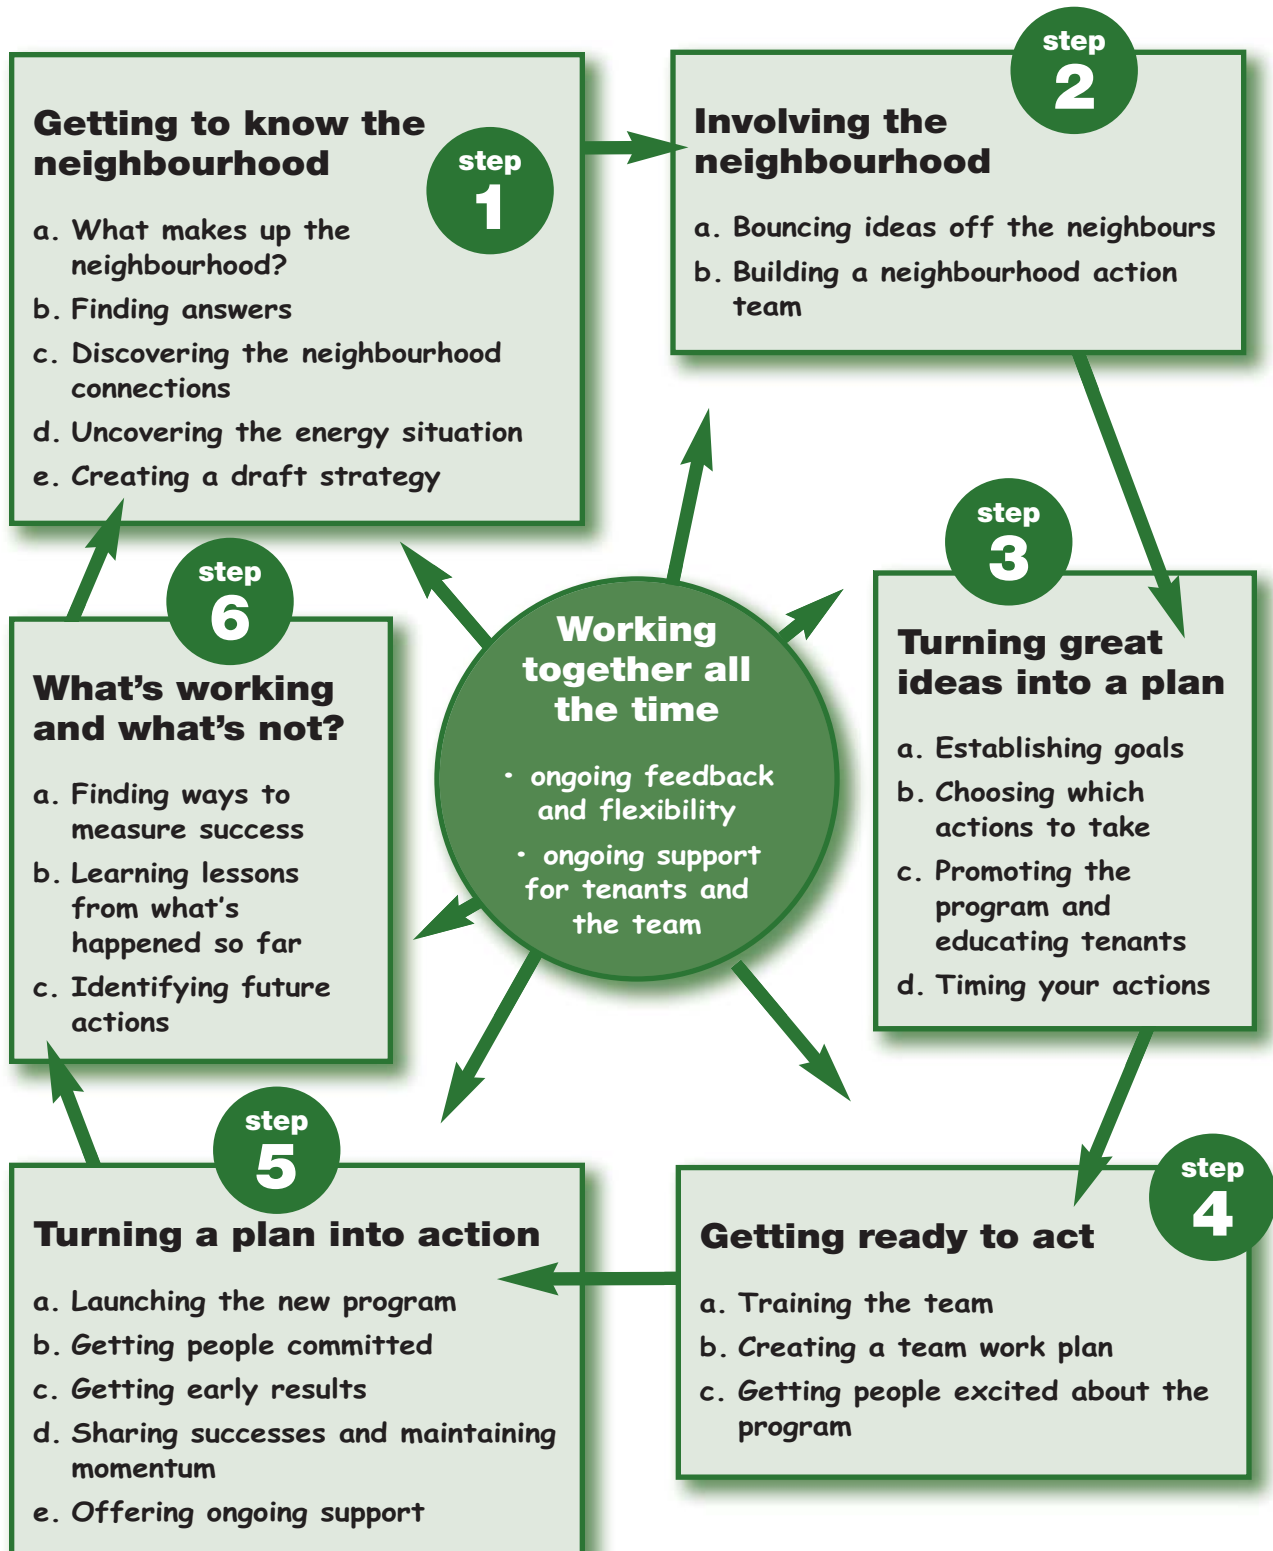 Getting to know the
neighbourhood
step
1
a. What makes up the
neighbourhood?
b. Finding answers
c. Discovering the neighbourhood
connections
d. Uncovering the energy situation
e. Creating a draft strategy
step
2
Involving the
neighbourhood
a. Bouncing ideas off the neighbours
b. Building a neighbourhood action
team
step
3
Turning great
ideas into a plan
a. Establishing goals
b. Choosing which
actions to take
c. Promoting the
program and
educating tenants
d. Timing your actions
step
4
Getting ready to act
a. Training the team
b. Creating a team work plan
c. Getting people excited about the
program
step
5
Turning a plan into action
a. Launching the new program
b. Getting people committed
c. Getting early results
d. Sharing successes and maintaining
momentum
e. Offering ongoing support
step
6
What's working
and what's not?
a. Finding ways to
measure success
b. Learning lessons
from what's
happened so far
c. Identifying future
actions
Working
together all
the time
· ongoing feedback
and flexibility
· ongoing support
for tenants and
the team